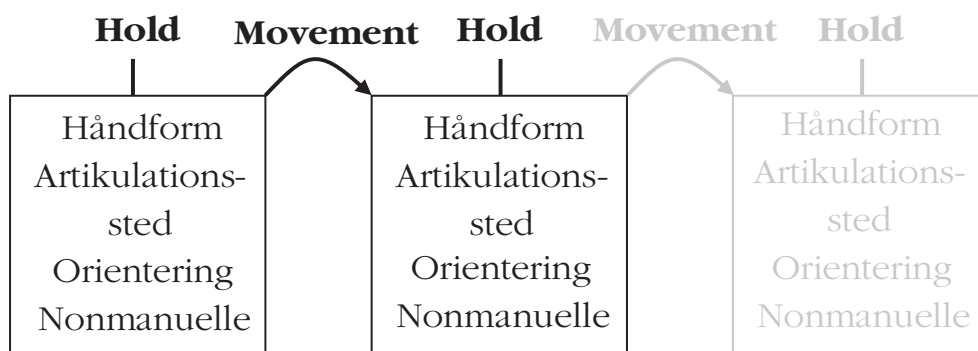 Hold Movement Hold Movement Hold
Håndform
Artikulations-
sted
Orientering
Nonmanuelle
Håndform
Artikulations-
sted
Orientering
Nonmanuelle
Håndform
Artikulations-
sted
Orientering
Nonmanuelle